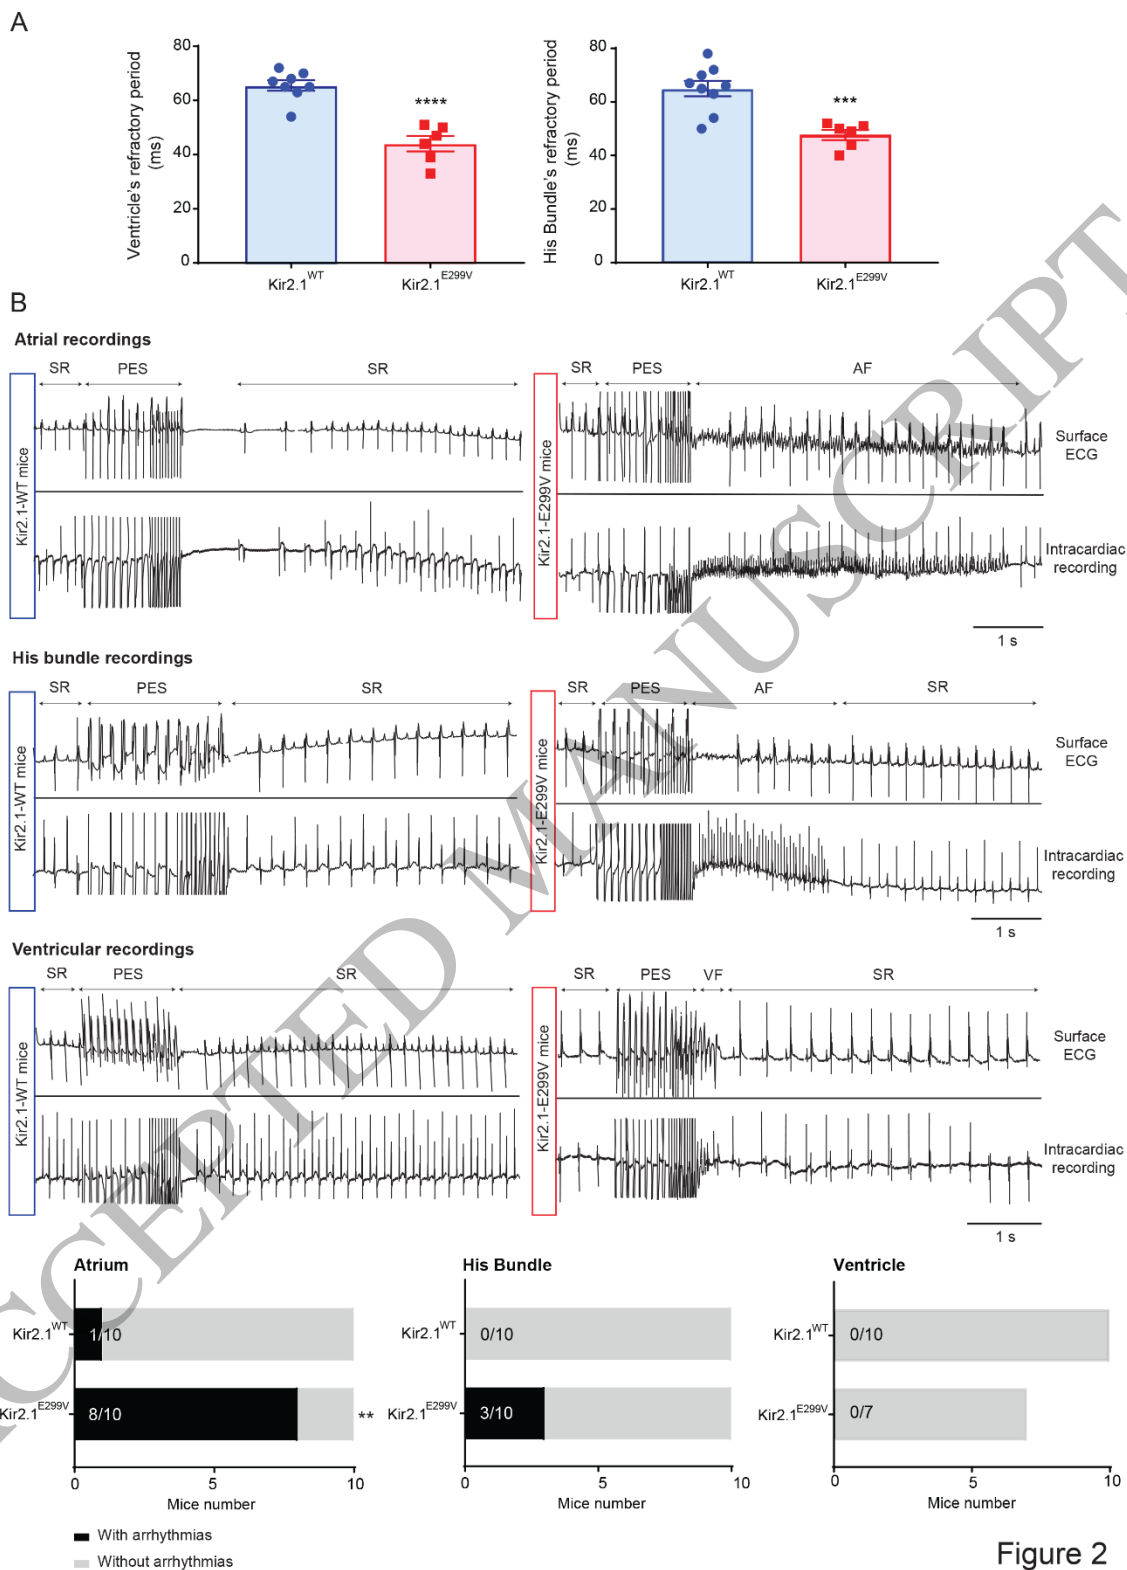 A
Ventricle's refractory period
(ms)
80
60
40
20
0
****
Kir2.1WT
Kir2.1E299V
His Bundle's refractory period
(ms)
80
60
40
20
0
***
Kir2.1WT
Kir2.1E299V
B
Atrial recordings
Kir2.1-WT mice
SR PES SR
Kir2.1-E299V mice
SR PES AF
Surface
ECG
Intracardiac
recording
1 s
His bundle recordings
Kir2.1-WT mice
SR PES SR
Kir2.1-E299V mice
SR PES AF SR
Surface
ECG
Intracardiac
recording
1 s
Ventricular recordings
Kir2.1-WT mice
SR PES SR
Kir2.1-E299V mice
SR PES VF SR
Surface
ECG
Intracardiac
recording
1 s
Atrium
Kir2.1WT
1/10
Kir2.1E299V
8/10
**
0 5 10
Mice number
His Bundle
Kir2.1WT
0/10
Kir2.1E299V
3/10
0 5 10
Mice number
Ventricle
Kir2.1WT
0/10
Kir2.1E299V
0/7
0 5 10
Mice number
With arrhythmias
Without arrhythmias
Figure 2
CCEPTED MANUSCRIPT